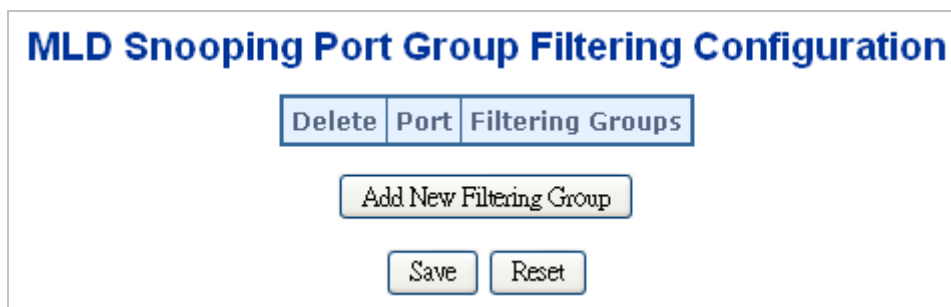 MLD Snooping Port Group Filtering Configuration
Delete Port Filtering Groups
Add New Filtering Group
Save Reset